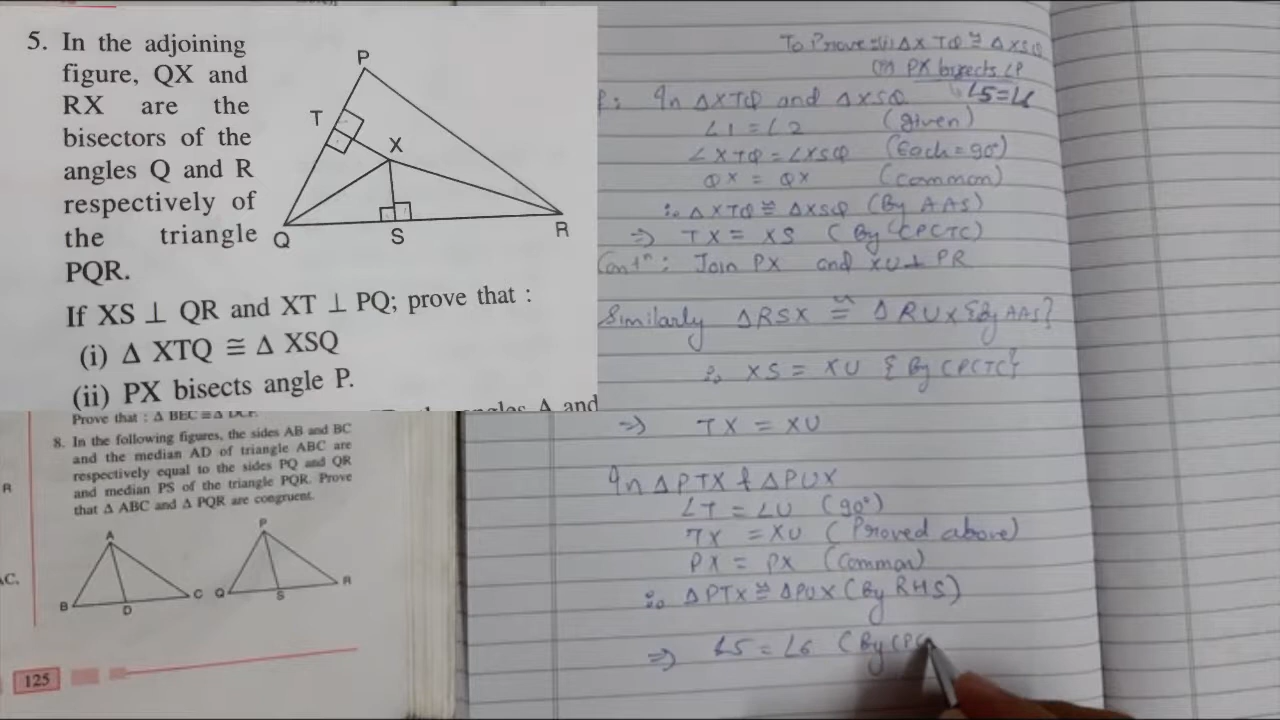 5. In the adjoining
figure, QX and
RX are the
bisectors of the
angles Q and R
respectively of
the triangle
PQR.
If XS ⊥ QR and XT ⊥ PQ; prove that :
(i) Δ XTQ ≅ Δ XSQ
(ii) PX bisects angle P.
P
T
X
Q
S
R
Prove that : Δ BEC ≅ Δ DCF.
8. In the following figures, the sides AB and BC
and the median AD of triangle ABC are
respectively equal to the sides PQ and QR
and median PS of the triangle PQR. Prove
that Δ ABC and Δ PQR are congruent.
A
B
D
C
P
Q
S
R
125
R
AC.
angles A and
To Prove :- (i) Δ XTQ ≅ Δ XSQ
(ii) PX bisects ∠P
∠5=∠6
In ΔXTQ and ΔXSQ
∠1 = ∠2 (given)
∠XTQ = ∠XSQ (Each = 90°)
QX = QX (common)
∴ ΔXTQ ≅ ΔXSQ (By AAS)
⇒ TX = XS (By CPCTC)
Contⁿ : Join PX and XU ⊥ PR
Similarly ΔRSX ≅ ΔRUX {By AAS}
∴ XS = XU {By CPCTC}
⇒ TX = XU
In ΔPTX & ΔPUX
∠T = ∠U (90°)
TX = XU (Proved above)
PX = PX (Common)
∴ ΔPTX ≅ ΔPUX (By RHS)
⇒ ∠5 = ∠6 (By CPC